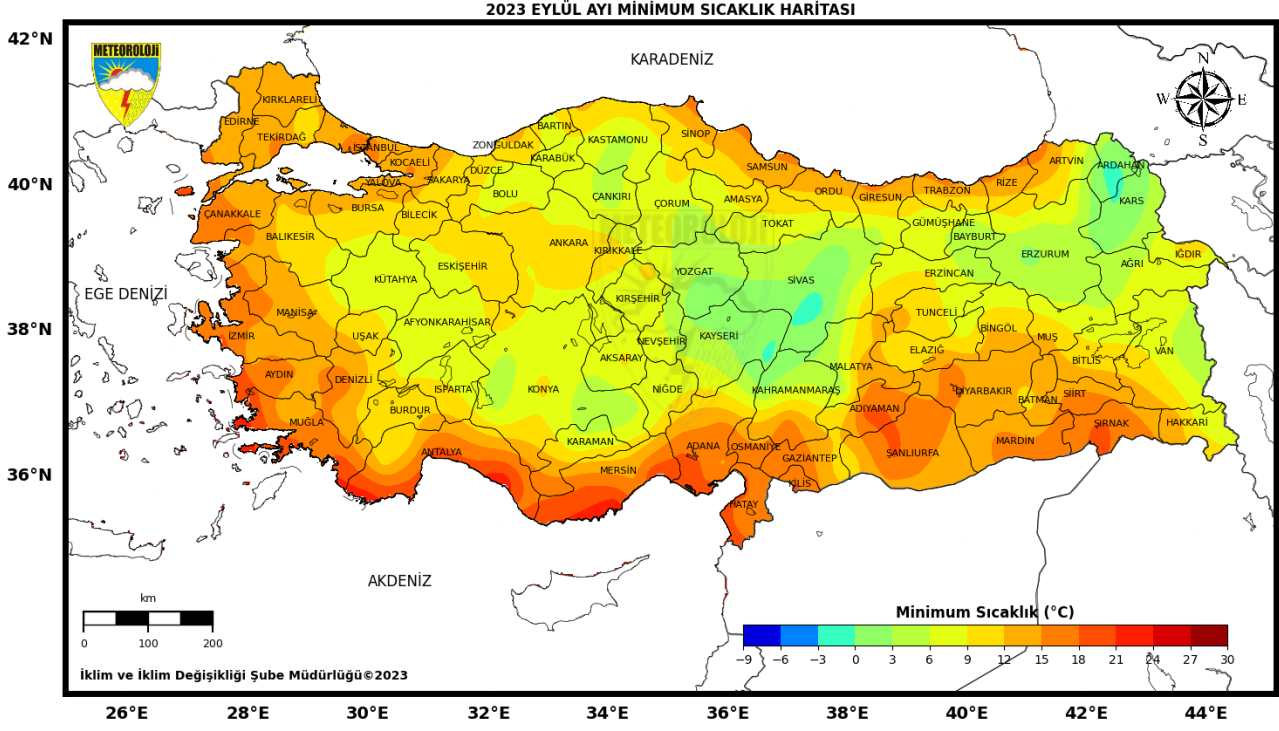 2023 EYLÜL AYI MİNİMUM SICAKLIK HARİTASI
42°N
40°N
38°N
36°N
METEOROLOJİ
KARADENİZ
N
W E
S
KIRKLARELİ
EDİRNE
TEKİRDAĞ
İSTANBUL
KOCAELİ
YALOVA
SAKARYA
DÜZCE
ZONGULDAK
BARTIN
KARABÜK
KASTAMONU
SİNOP
SAMSUN
ORDU
GİRESUN
TRABZON
RİZE
ARTVİN
ARDAHAN
KARS
ÇANAKKALE
BURSA
BİLECİK
BOLU
ÇANKIRI
ÇORUM
AMASYA
TOKAT
GÜMÜŞHANE
BAYBURT
ERZURUM
AĞRI
IĞDIR
BALIKESİR
ESKİŞEHİR
ANKARA
KIRIKKALE
METEOROLOJİ
YOZGAT
SİVAS
ERZİNCAN
EGE DENİZİ
KÜTAHYA
KIRŞEHİR
TUNCELİ
MANİSA
AFYONKARAHİSAR
BİNGÖL
MUŞ
İZMİR
UŞAK
NEVŞEHİR
KAYSERİ
ELAZIĞ
VAN
AYDIN
DENİZLİ
ISPARTA
KONYA
AKSARAY
NİĞDE
KAHRAMANMARAŞ
MALATYA
DİYARBAKIR
BATMAN
SİİRT
BİTLİS
MUĞLA
BURDUR
ADIYAMAN
ŞIRNAK
HAKKARİ
ANTALYA
KARAMAN
MERSİN
ADANA
OSMANİYE
GAZİANTEP
ŞANLIURFA
MARDİN
KİLİS
HATAY
AKDENİZ
km
0 100 200
Minimum Sıcaklık (°C)
−9 −6 −3 0 3 6 9 12 15 18 21 24 27 30
İklim ve İklim Değişikliği Şube Müdürlüğü©2023
26°E 28°E 30°E 32°E 34°E 36°E 38°E 40°E 42°E 44°E